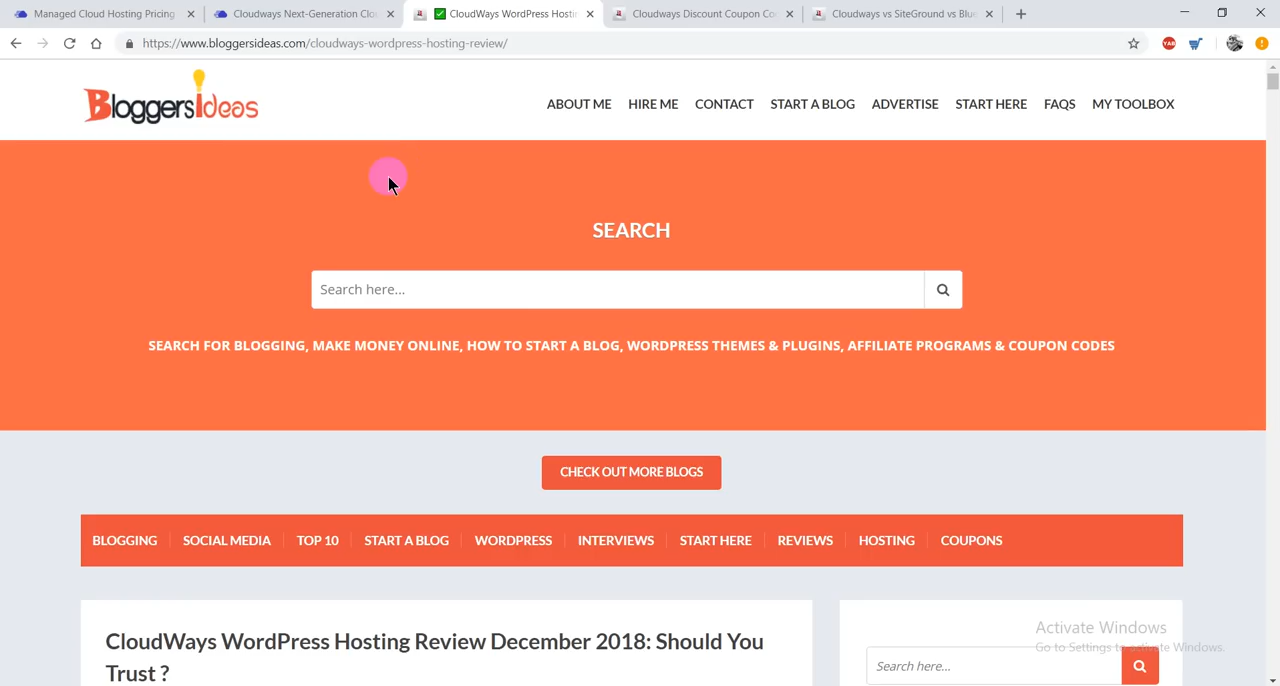 Managed Cloud Hosting Pricing
Cloudways Next-Generation Clo
CloudWays WordPress Hosti
Cloudways Discount Coupon Co
Cloudways vs SiteGround vs Blu
https://www.bloggersideas.com/cloudways-wordpress-hosting-review/
BloggersIdeas
ABOUT ME
HIRE ME
CONTACT
START A BLOG
ADVERTISE
START HERE
FAQS
MY TOOLBOX
SEARCH
Search here...
SEARCH FOR BLOGGING, MAKE MONEY ONLINE, HOW TO START A BLOG, WORDPRESS THEMES & PLUGINS, AFFILIATE PROGRAMS & COUPON CODES
CHECK OUT MORE BLOGS
BLOGGING
SOCIAL MEDIA
TOP 10
START A BLOG
WORDPRESS
INTERVIEWS
START HERE
REVIEWS
HOSTING
COUPONS
CloudWays WordPress Hosting Review December 2018: Should You
Trust ?
Activate Windows
Go to Settings to activate Windows.
Search here...